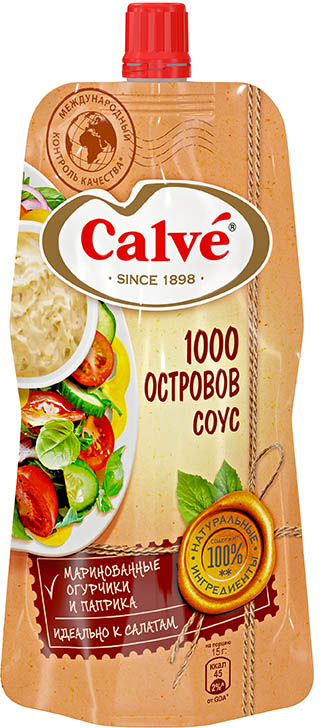 МЕЖДУНАРОДНЫЙ
КОНТРОЛЬ КАЧЕСТВА*
Calvé®
• SINCE 1898 •
1000
ОСТРОВОВ
СОУС
МАРИНОВАННЫЕ
ОГУРЧИКИ
И ПАПРИКА
ИДЕАЛЬНО К САЛАТАМ
НАТУРАЛЬНЫЕ
СОДЕРЖИТ
100%
**
ИНГРЕДИЕНТЫ
на порцию
15 г:
ккал
45
2%^
от GDA^